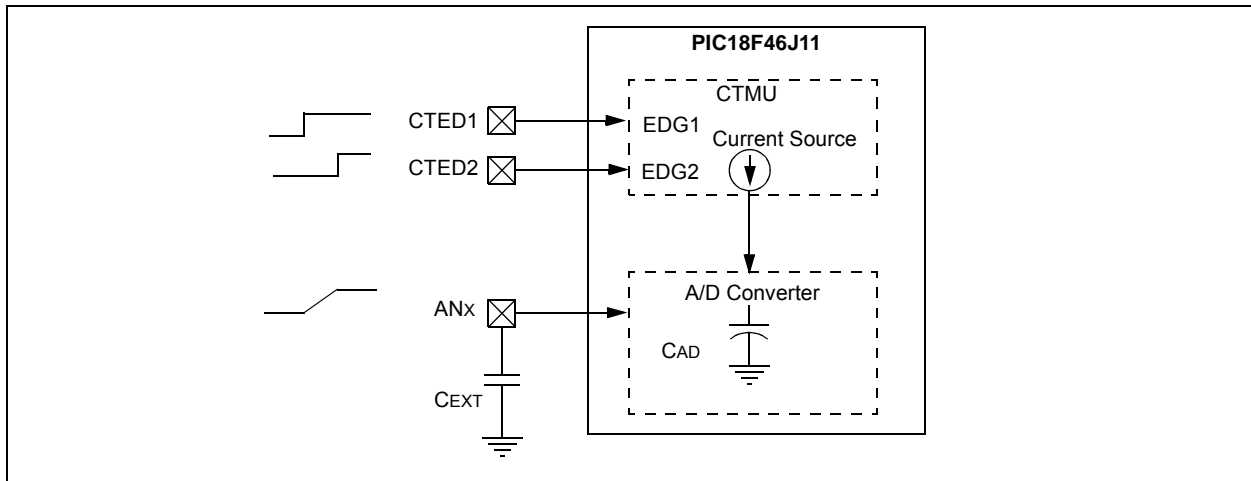 PIC18F46J11
CTMU
CTED1
EDG1
Current Source
CTED2
EDG2
A/D Converter
ANX
CAD
CEXT